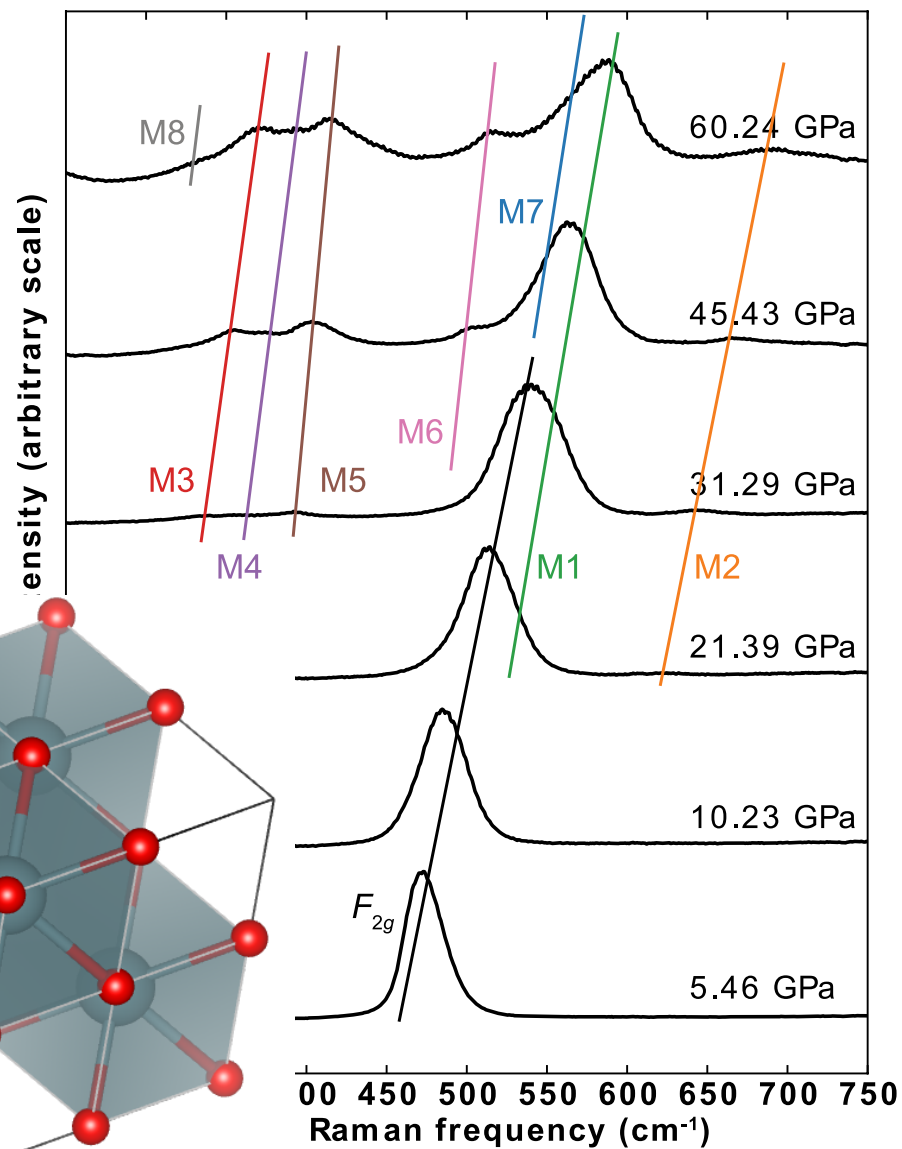 60.24 GPa
M8
M7
45.43 GPa
M6
M3
M5
31.29 GPa
M4
M1
M2
21.39 GPa
10.23 GPa
F2g
5.46 GPa
ensity (arbitrary scale)
00 450 500 550 600 650 700 750
Raman frequency (cm-1)